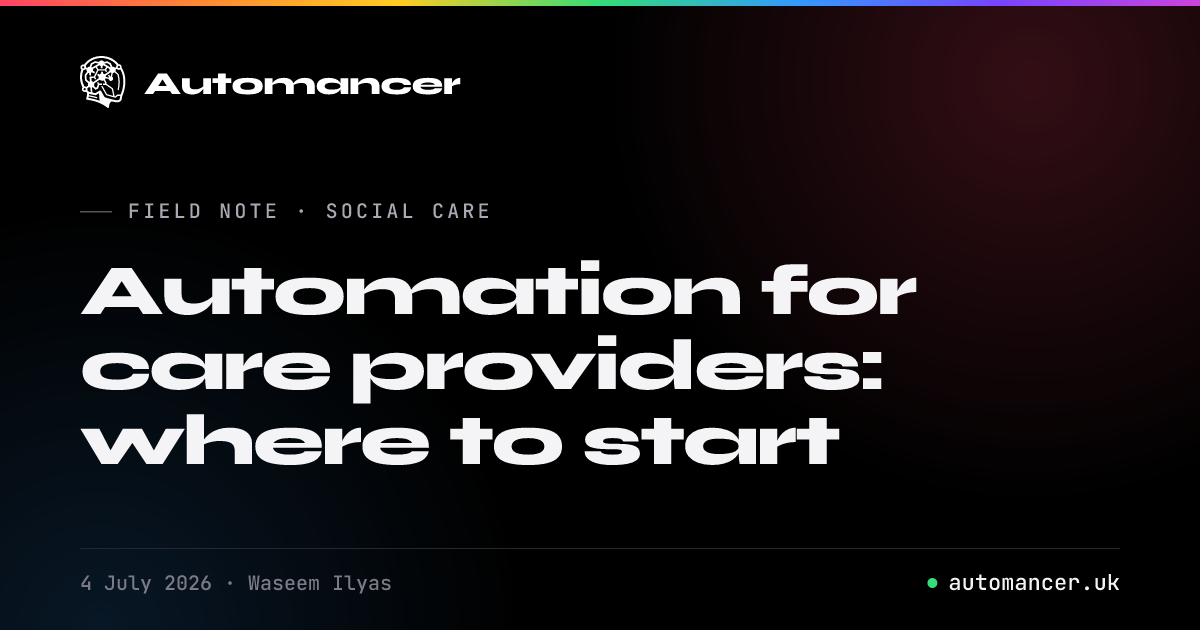 Automancer
FIELD NOTE · SOCIAL CARE
Automation for
care providers:
where to start
4 July 2026 · Waseem Ilyas
automancer.uk